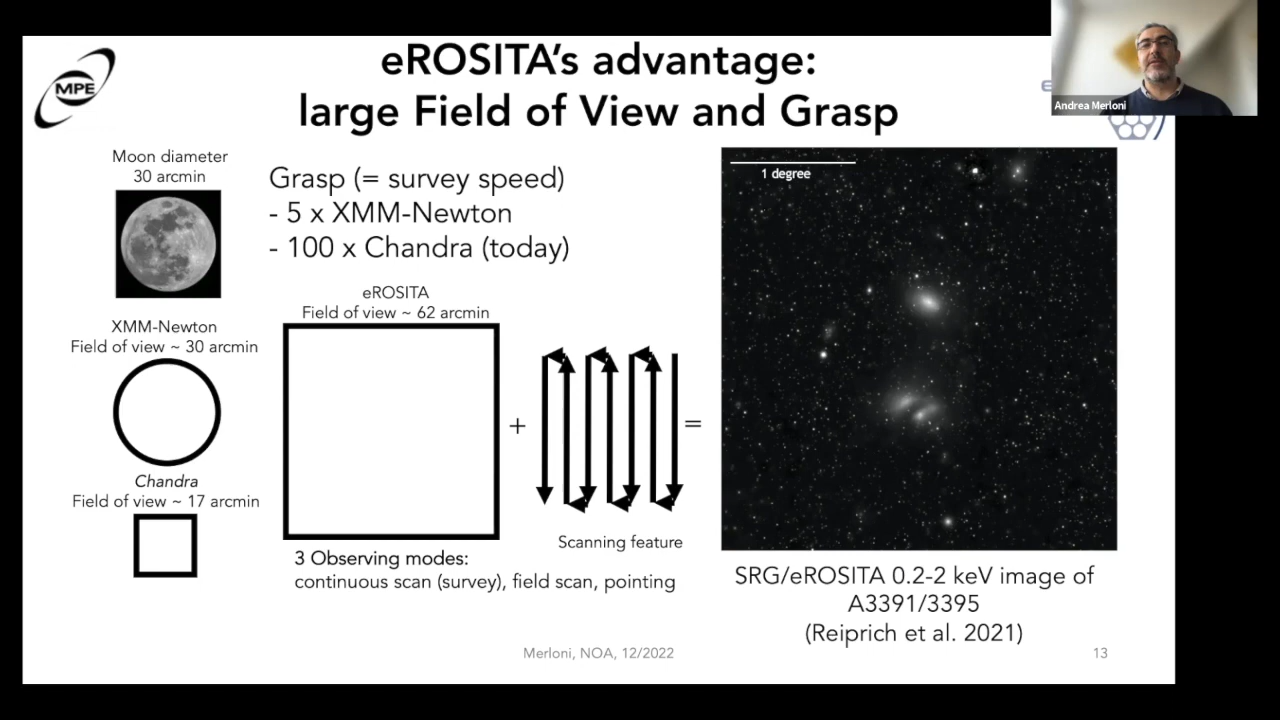 MPE
eROSITA's advantage:
large Field of View and Grasp
Andrea Merloni
Moon diameter
30 arcmin
Grasp (= survey speed)
- 5 x XMM-Newton
- 100 x Chandra (today)
XMM-Newton
Field of view ~ 30 arcmin
Chandra
Field of view ~ 17 arcmin
eROSITA
Field of view ~ 62 arcmin
+
=
Scanning feature
3 Observing modes:
continuous scan (survey), field scan, pointing
1 degree
SRG/eROSITA 0.2-2 keV image of
A3391/3395
(Reiprich et al. 2021)
Merloni, NOA, 12/2022
13